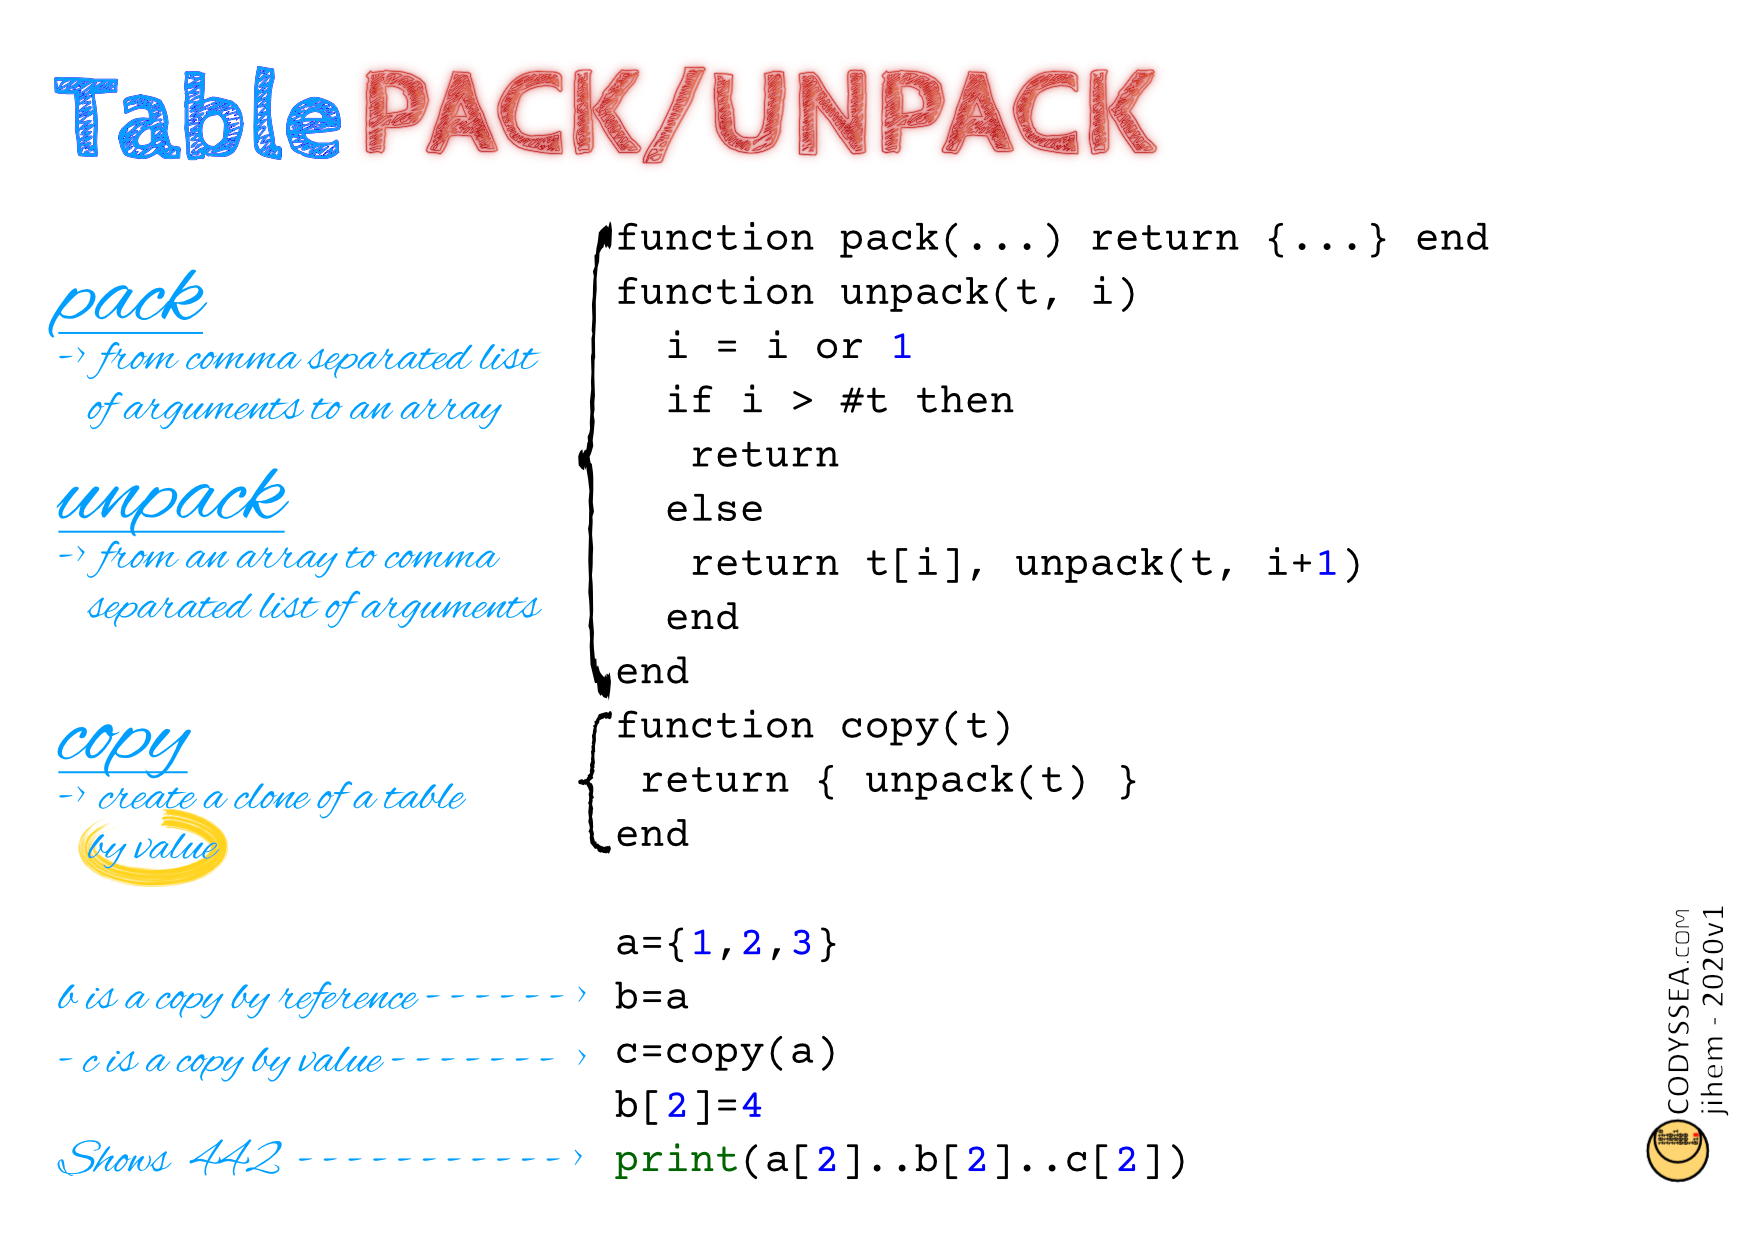 Table PACK/UNPACK
pack
-> from comma separated list
of arguments to an array
unpack
-> from an array to comma
separated list of arguments
copy
-> create a clone of a table
by value
function pack(...) return {...} end
function unpack(t, i)
  i = i or 1
  if i > #t then
   return
  else
   return t[i], unpack(t, i+1)
  end
end
function copy(t)
 return { unpack(t) }
end
a={1,2,3}
b is a copy by reference ------> b=a
- c is a copy by value -------> c=copy(a)
b[2]=4
Shows 442 -----------> print(a[2]..b[2]..c[2])
CODYSSEA.COM
jihem - 2020v1